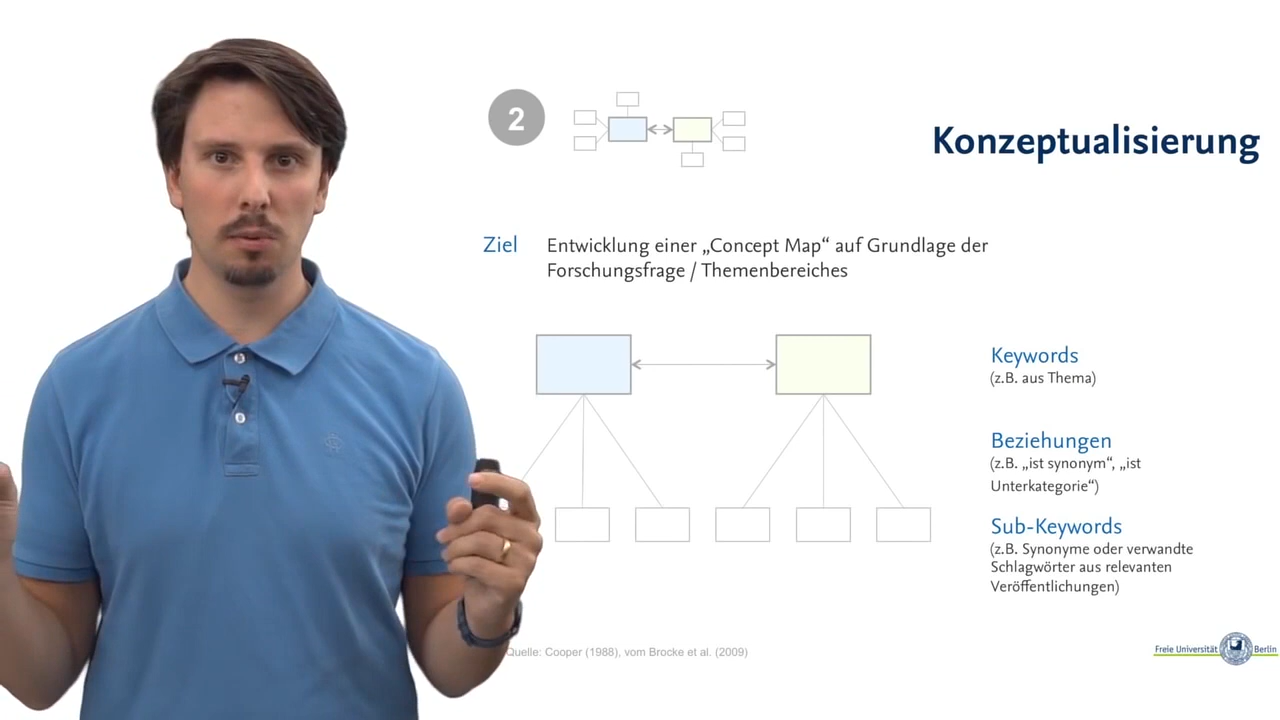 2
Konzeptualisierung
Ziel
Entwicklung einer „Concept Map“ auf Grundlage der
Forschungsfrage / Themenbereiches
Keywords
(z.B. aus Thema)
Beziehungen
(z.B. „ist synonym“, „ist
Unterkategorie“)
Sub-Keywords
(z.B. Synonyme oder verwandte
Schlagwörter aus relevanten
Veröffentlichungen)
Quelle: Cooper (1988), vom Brocke et al. (2009)
Freie Universität Berlin